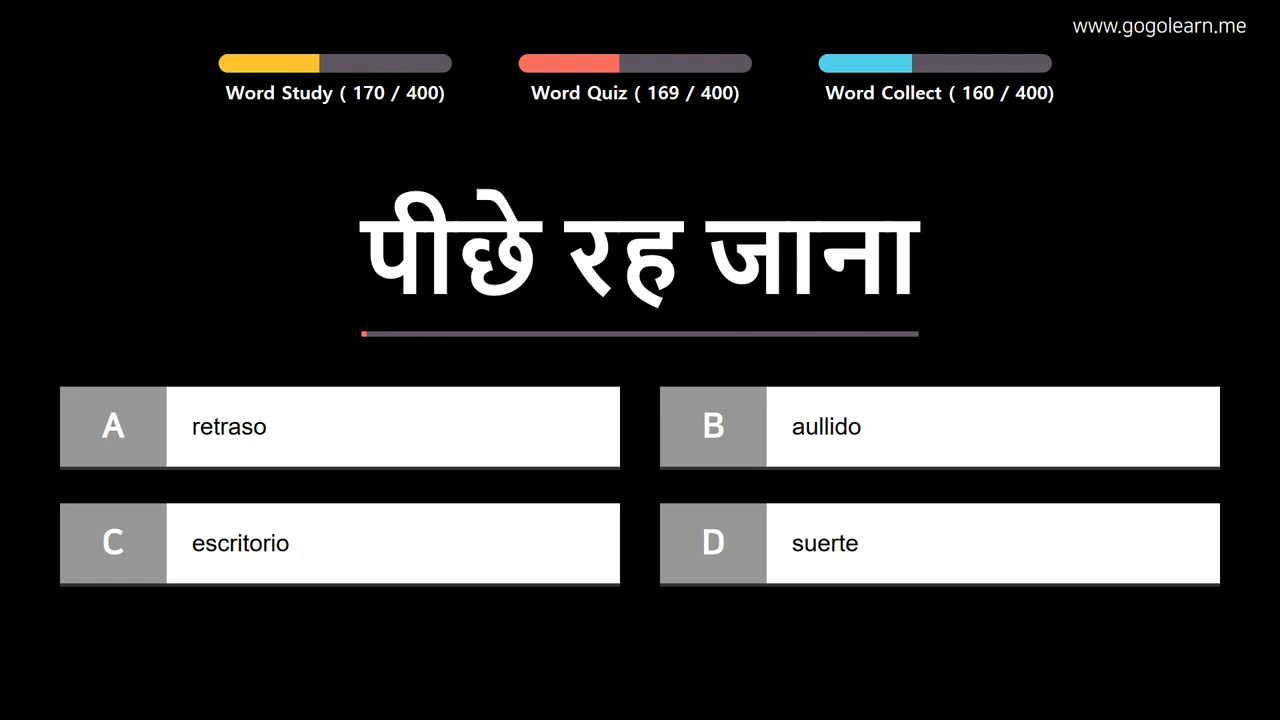 www.gogolearn.me
Word Study ( 170 / 400) Word Quiz ( 169 / 400) Word Collect ( 160 / 400)
पीछे रह जाना
A retraso B aullido
C escritorio D suerte